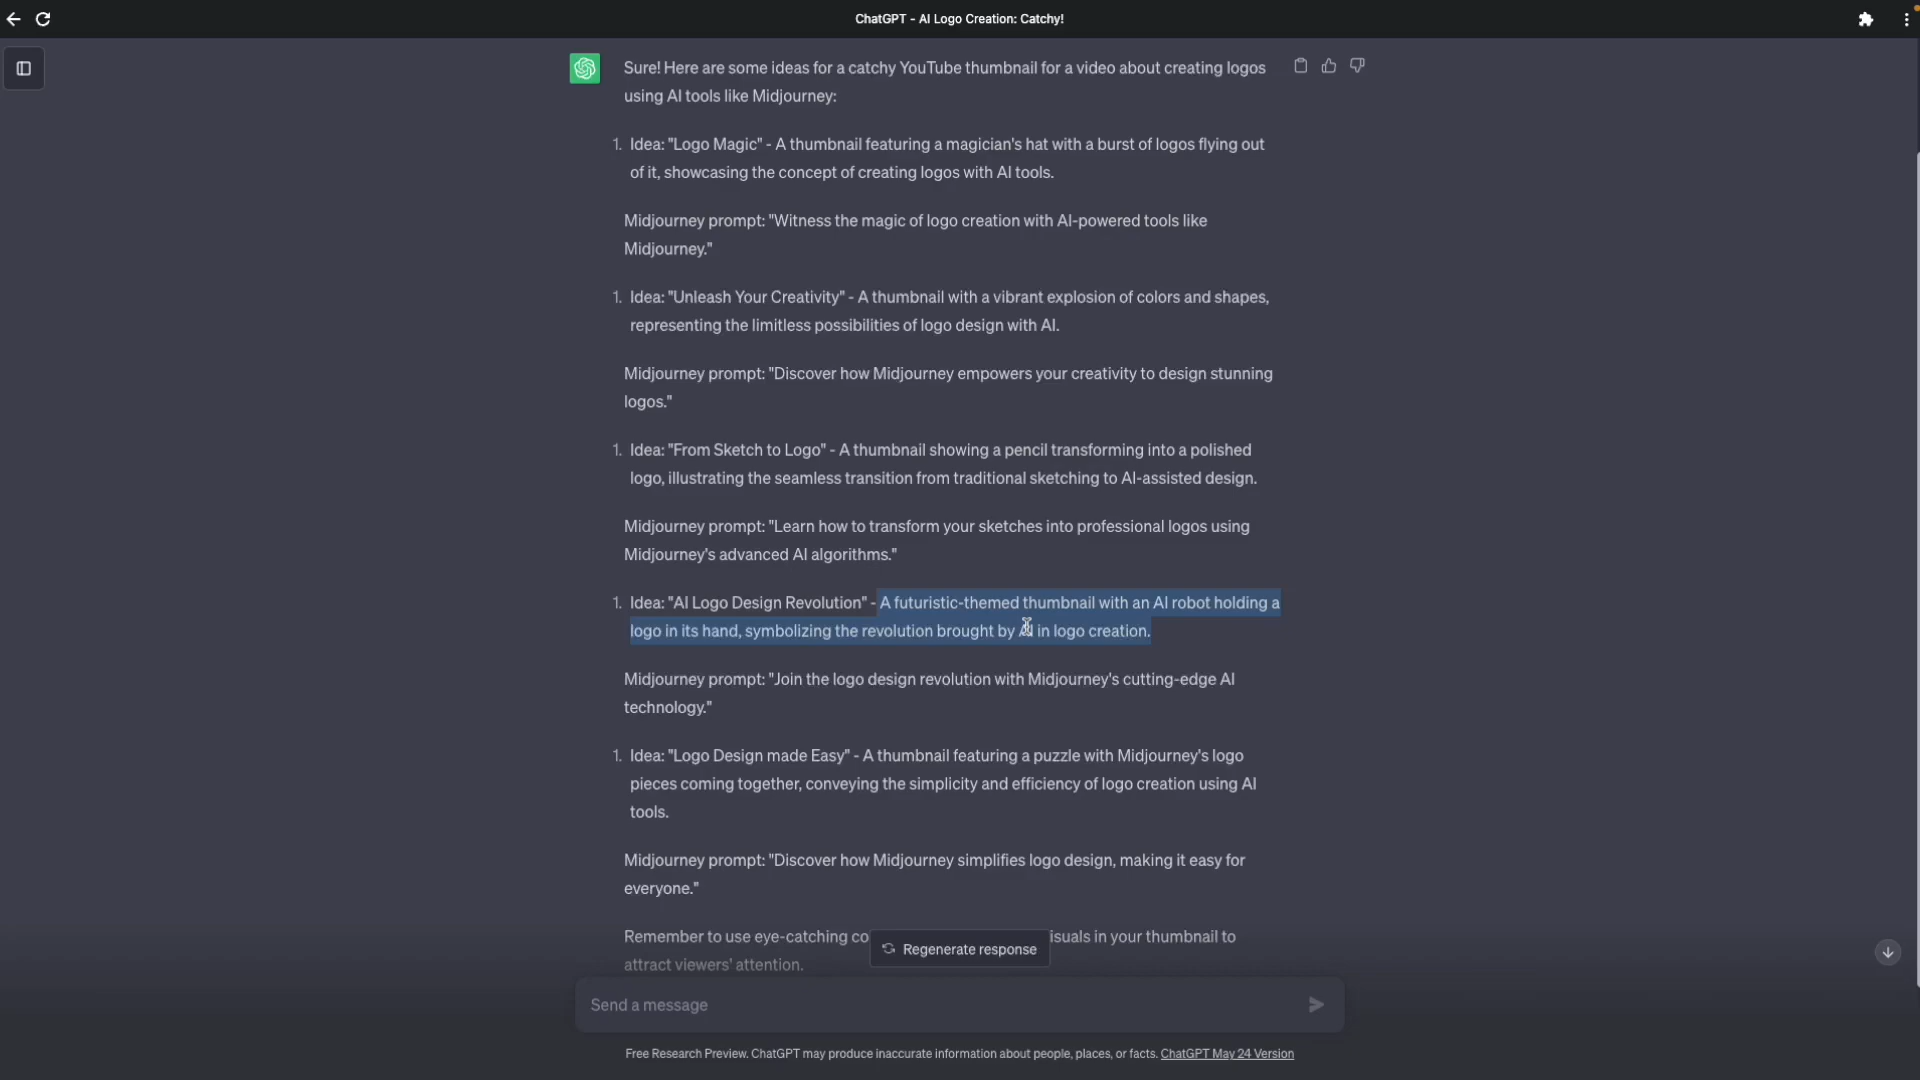 ChatGPT - AI Logo Creation: Catchy!
Sure! Here are some ideas for a catchy YouTube thumbnail for a video about creating logos
using AI tools like Midjourney:
1. Idea: "Logo Magic" - A thumbnail featuring a magician's hat with a burst of logos flying out
of it, showcasing the concept of creating logos with AI tools.
Midjourney prompt: "Witness the magic of logo creation with AI-powered tools like
Midjourney."
1. Idea: "Unleash Your Creativity" - A thumbnail with a vibrant explosion of colors and shapes,
representing the limitless possibilities of logo design with AI.
Midjourney prompt: "Discover how Midjourney empowers your creativity to design stunning
logos."
1. Idea: "From Sketch to Logo" - A thumbnail showing a pencil transforming into a polished
logo, illustrating the seamless transition from traditional sketching to AI-assisted design.
Midjourney prompt: "Learn how to transform your sketches into professional logos using
Midjourney's advanced AI algorithms."
1. Idea: "AI Logo Design Revolution" - A futuristic-themed thumbnail with an AI robot holding a
logo in its hand, symbolizing the revolution brought by AI in logo creation.
Midjourney prompt: "Join the logo design revolution with Midjourney's cutting-edge AI
technology."
1. Idea: "Logo Design made Easy" - A thumbnail featuring a puzzle with Midjourney's logo
pieces coming together, conveying the simplicity and efficiency of logo creation using AI
tools.
Midjourney prompt: "Discover how Midjourney simplifies logo design, making it easy for
everyone."
Remember to use eye-catching co isuals in your thumbnail to
Regenerate response
attract viewers' attention.
Send a message
Free Research Preview. ChatGPT may produce inaccurate information about people, places, or facts. ChatGPT May 24 Version